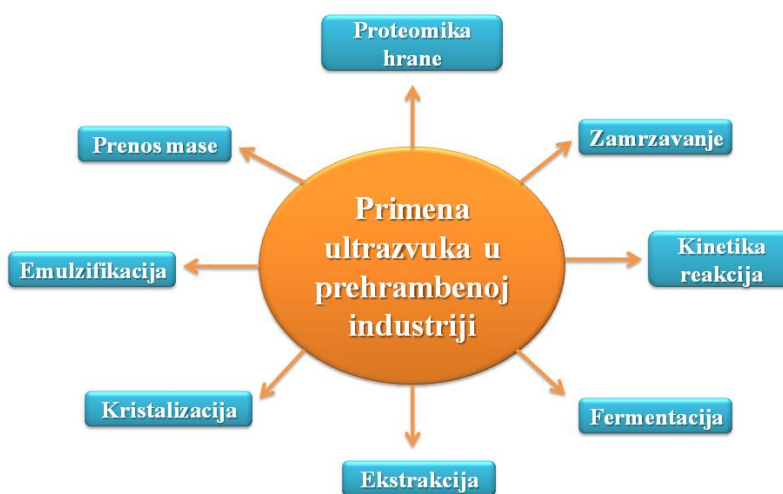 Proteomika
hrane
Prenos mase
Zamrzavanje
Primena
ultrazvuka u
prehrambenoj
industriji
Emulzifikacija
Kinetika
reakcija
Kristalizacija
Fermentacija
Ekstrakcija